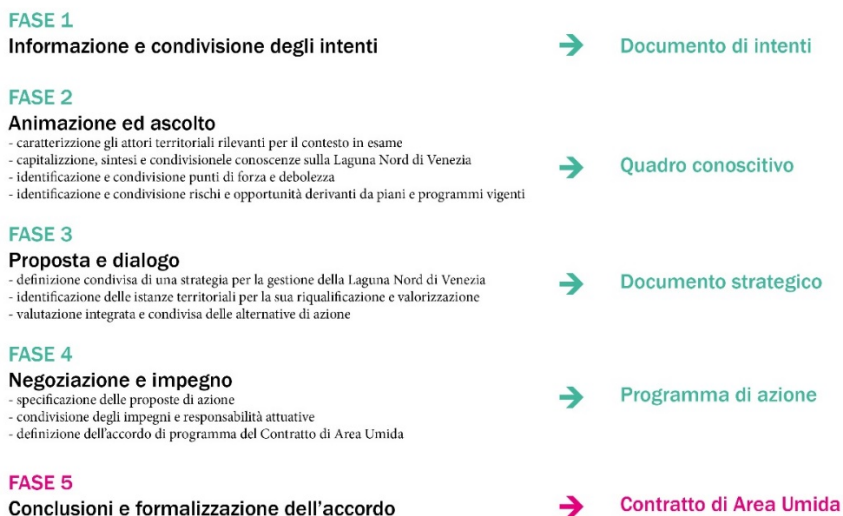 FASE 1
Informazione e condivisione degli intenti
→ Documento di intenti
FASE 2
Animazione ed ascolto
- caratterizzione gli attori territoriali rilevanti per il contesto in esame
- capitalizzione, sintesi e condivisionele conoscenze sulla Laguna Nord di Venezia
- identificazione e condivisione punti di forza e debolezza
- identificazione e condivisione rischi e opportunità derivanti da piani e programmi vigenti
→ Quadro conoscitivo
FASE 3
Proposta e dialogo
- definizione condivisa di una strategia per la gestione della Laguna Nord di Venezia
- identificazione delle istanze territoriali per la sua riqualificazione e valorizzazione
- valutazione integrata e condivisa delle alternative di azione
→ Documento strategico
FASE 4
Negoziazione e impegno
- specificazione delle proposte di azione
- condivisione degli impegni e responsabilità attuative
- definizione dell'accordo di programma del Contratto di Area Umida
→ Programma di azione
FASE 5
Conclusioni e formalizzazione dell'accordo
→ Contratto di Area Umida